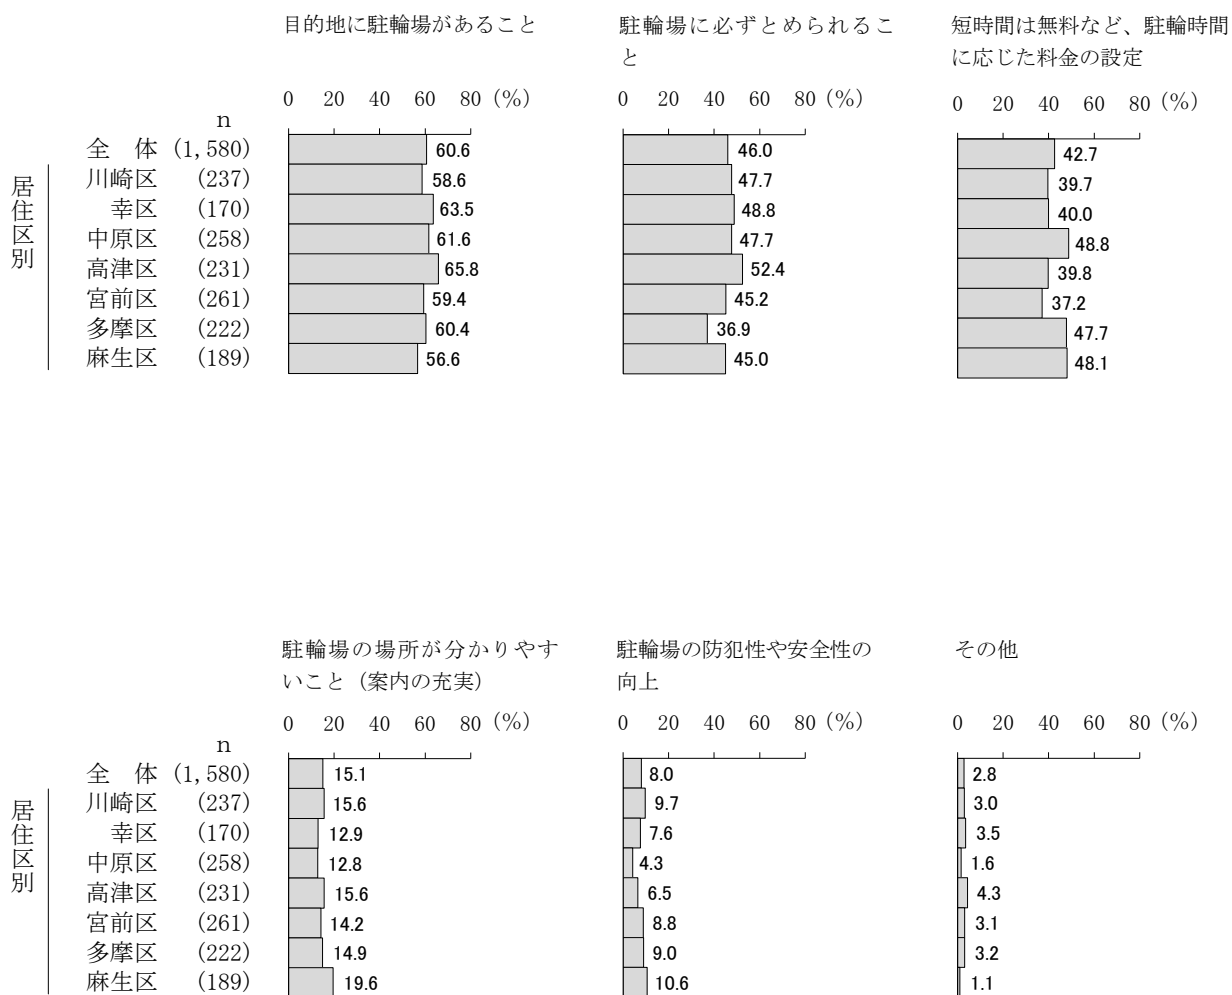 目的地に駐輪場があること
駐輪場に必ずとめられるこ
と
短時間は無料など、駐輪時間
に応じた料金の設定
0 20 40 60 80 (%)
0 20 40 60 80 (%)
0 20 40 60 80 (%)
n
居住区別
全 体 (1,580) 60.6 46.0 42.7
川崎区 (237) 58.6 47.7 39.7
幸区 (170) 63.5 48.8 40.0
中原区 (258) 61.6 47.7 48.8
高津区 (231) 65.8 52.4 39.8
宮前区 (261) 59.4 45.2 37.2
多摩区 (222) 60.4 36.9 47.7
麻生区 (189) 56.6 45.0 48.1
駐輪場の場所が分かりやす
いこと（案内の充実）
駐輪場の防犯性や安全性の
向上
その他
0 20 40 60 80 (%)
0 20 40 60 80 (%)
0 20 40 60 80 (%)
n
居住区別
全 体 (1,580) 15.1 8.0 2.8
川崎区 (237) 15.6 9.7 3.0
幸区 (170) 12.9 7.6 3.5
中原区 (258) 12.8 4.3 1.6
高津区 (231) 15.6 6.5 4.3
宮前区 (261) 14.2 8.8 3.1
多摩区 (222) 14.9 9.0 3.2
麻生区 (189) 19.6 10.6 1.1